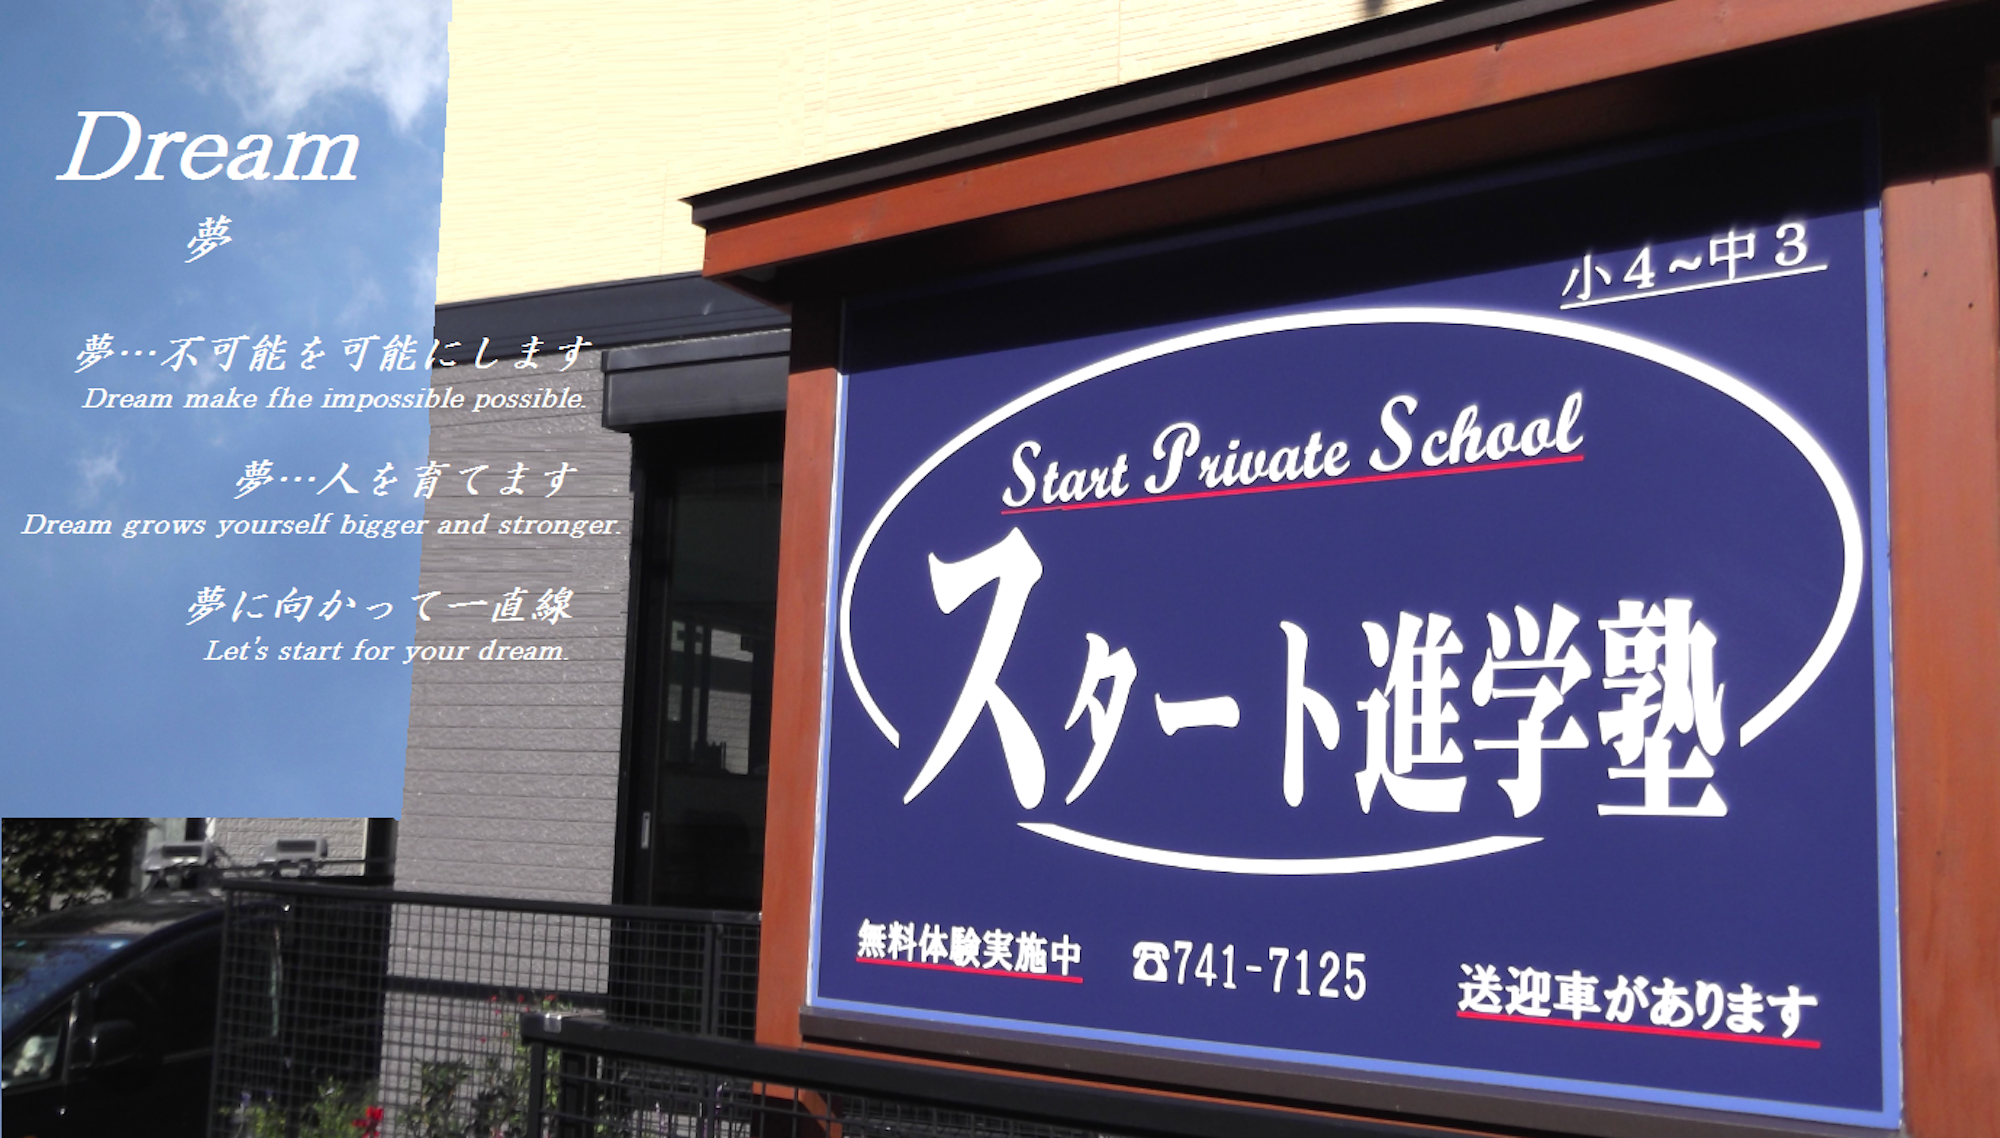 Dream
夢
夢…不可能を可能にします
Dream make fhe impossible possible.
夢…人を育てます
Dream grows yourself bigger and stronger.
夢に向かって一直線
Let's start for your dream.
小4~中3
Start Private School
スタート進学塾
無料体験実施中
☎741-7125
送迎車があります